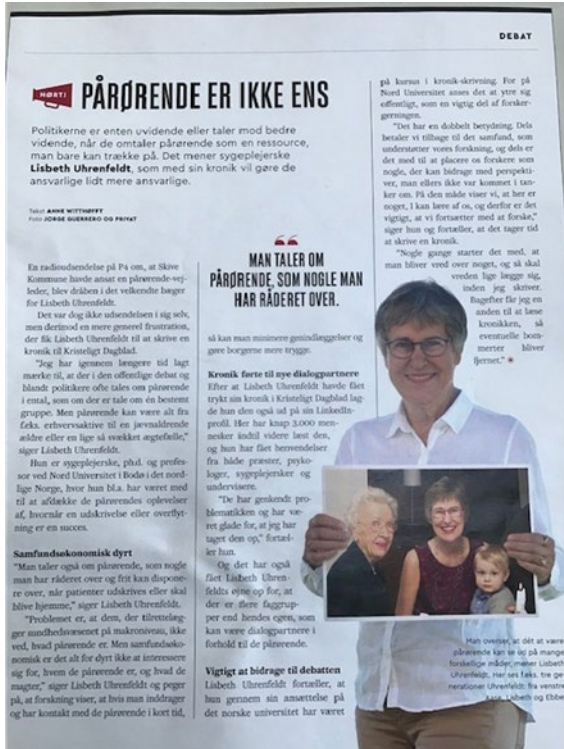 DEBAT
HØRT!
PÅRØRENDE ER IKKE ENS
Politikerne er enten uvidende eller taler mod bedre
vidende, når de omtaler pårørende som en ressource,
man bare kan trække på. Det mener sygeplejerske
Lisbeth Uhrenfeldt, som med sin kronik vil gøre de
ansvarlige lidt mere ansvarlige.
Tekst ANNE WITTHØFFT
Foto JORGE GUERRERO OG PRIVAT
En radioudsendelse på P4 om, at Skive
Kommune havde ansat en pårørende-vej-
leder, blev dråben i det velkendte bæger
for Lisbeth Uhrenfeldt.
Det var dog ikke udsendelsen i sig selv,
men derimod en mere generel frustration,
der fik Lisbeth Uhrenfeldt til at skrive en
kronik til Kristeligt Dagblad.
"Jeg har igennem længere tid lagt
mærke til, at der i den offentlige debat og
blandt politikere ofte tales om pårørende
i ental, som om der er tale om én bestemt
gruppe. Men pårørende kan være alt fra
f.eks. erhvervsaktive til en jævnaldrende
ældre eller en lige så svækket ægtefælle,"
siger Lisbeth Uhrenfeldt.
Hun er sygeplejerske, ph.d. og profes-
sor ved Nord Universitet i Bodø i det nord-
lige Norge, hvor hun bl.a. har været med
til at afdække de pårørendes oplevelser
af, hvornår en udskrivelse eller overflyt-
ning er en succes.
Samfundsøkonomisk dyrt
"Man taler også om pårørende, som nogle
man har råderet over og frit kan dispone-
re over, når patienter udskrives eller skal
blive hjemme," siger Lisbeth Uhrenfeldt.
"Problemet er, at dem, der tilrettelæg-
ger sundhedsvæsenet på makroniveau, ikke
ved, hvad pårørende er. Men samfundsøko-
nomisk er det alt for dyrt ikke at interessere
sig for, hvem de pårørende er, og hvad de
magter," siger Lisbeth Uhrenfeldt og peger
på, at forskning viser, at hvis man inddrager
og har kontakt med de pårørende i kort tid,
MAN TALER OM
PÅRØRENDE, SOM NOGLE MAN
HAR RÅDERET OVER.
så kan man minimere genindlæggelser og
gøre borgerne mere trygge.
Kronik førte til nye dialogpartnere
Efter at Lisbeth Uhrenfeldt havde fået
trykt sin kronik i Kristeligt Dagblad lag-
de hun den også ud på sin LinkedIn-
profil. Her har knap 3.000 men-
nesker indtil videre læst den,
og hun har fået henvendelser
fra både præster, psyko-
loger, sygeplejersker og
undervisere.
"De har genkendt pro-
blematikken og har væ-
ret glade for, at jeg har
taget den op," fortæl-
ler hun.
Og det har også
fået Lisbeth Uhren-
feldts øjne op for, at
der er flere faggrup-
per end hendes egen, som
kan være dialogpartnere i
forhold til de pårørende.
Vigtigt at bidrage til debatten
Lisbeth Uhrenfeldt fortæller, at
hun gennem sin ansættelse på
det norske universitet har været
på kursus i kronik-skrivning. For på
Nord Universitet anses det at ytre sig
offentligt, som en vigtig del af forsker-
gerningen.
"Det har en dobbelt betydning. Dels
betaler vi tilbage til det samfund, som
understøtter vores forskning, og dels er
det med til at placere os forskere som
nogle, der kan bidrage med perspekti-
ver, man ellers ikke var kommet i tan-
ker om. På den måde viser vi, at her er
noget, I kan lære af os, og derfor er det
vigtigt, at vi fortsætter med at forske,"
siger hun og fortæller, at det tager tid
at skrive en kronik.
"Nogle gange starter det med, at
man bliver vred over noget, og så skal
vreden lige lægge sig,
inden jeg skriver.
Bagefter får jeg en
anden til at læse
kronikken, så
eventuelle bom-
merter bliver
fjernet."
Man overser, at dét at være
pårørende kan se ud på mange
forskellige måder, mener Lisbeth
Uhrenfeldt. Her ses f.eks. tre ge-
nerationer Uhrenfeldt: fra venstre
Kase, Lisbeth og Ebbe